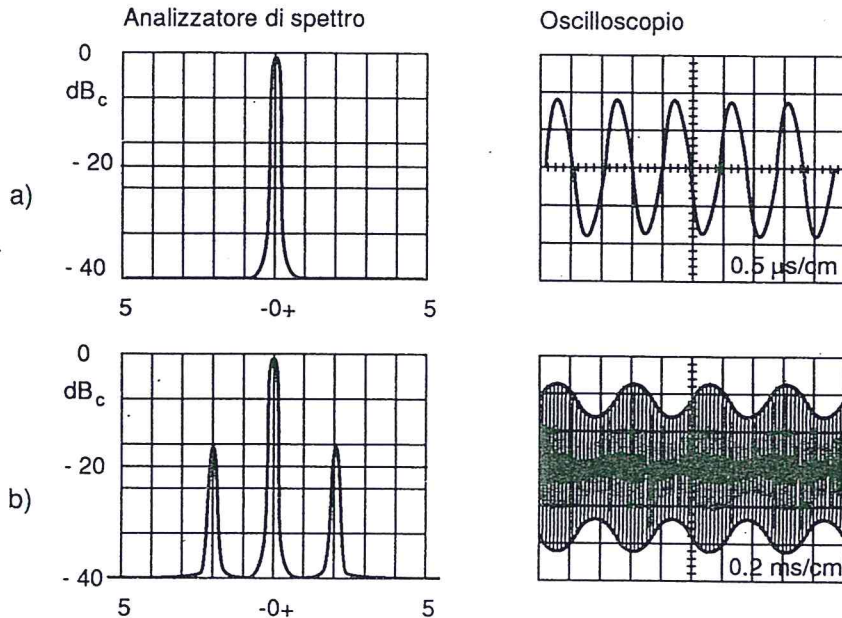 Analizzatore di spettro
Oscilloscopio
0
dBc
- 20
a)
- 40
5 -0+ 5
0.5 µs/cm
0
dBc
- 20
b)
- 40
5 -0+ 5
0.2 ms/cm